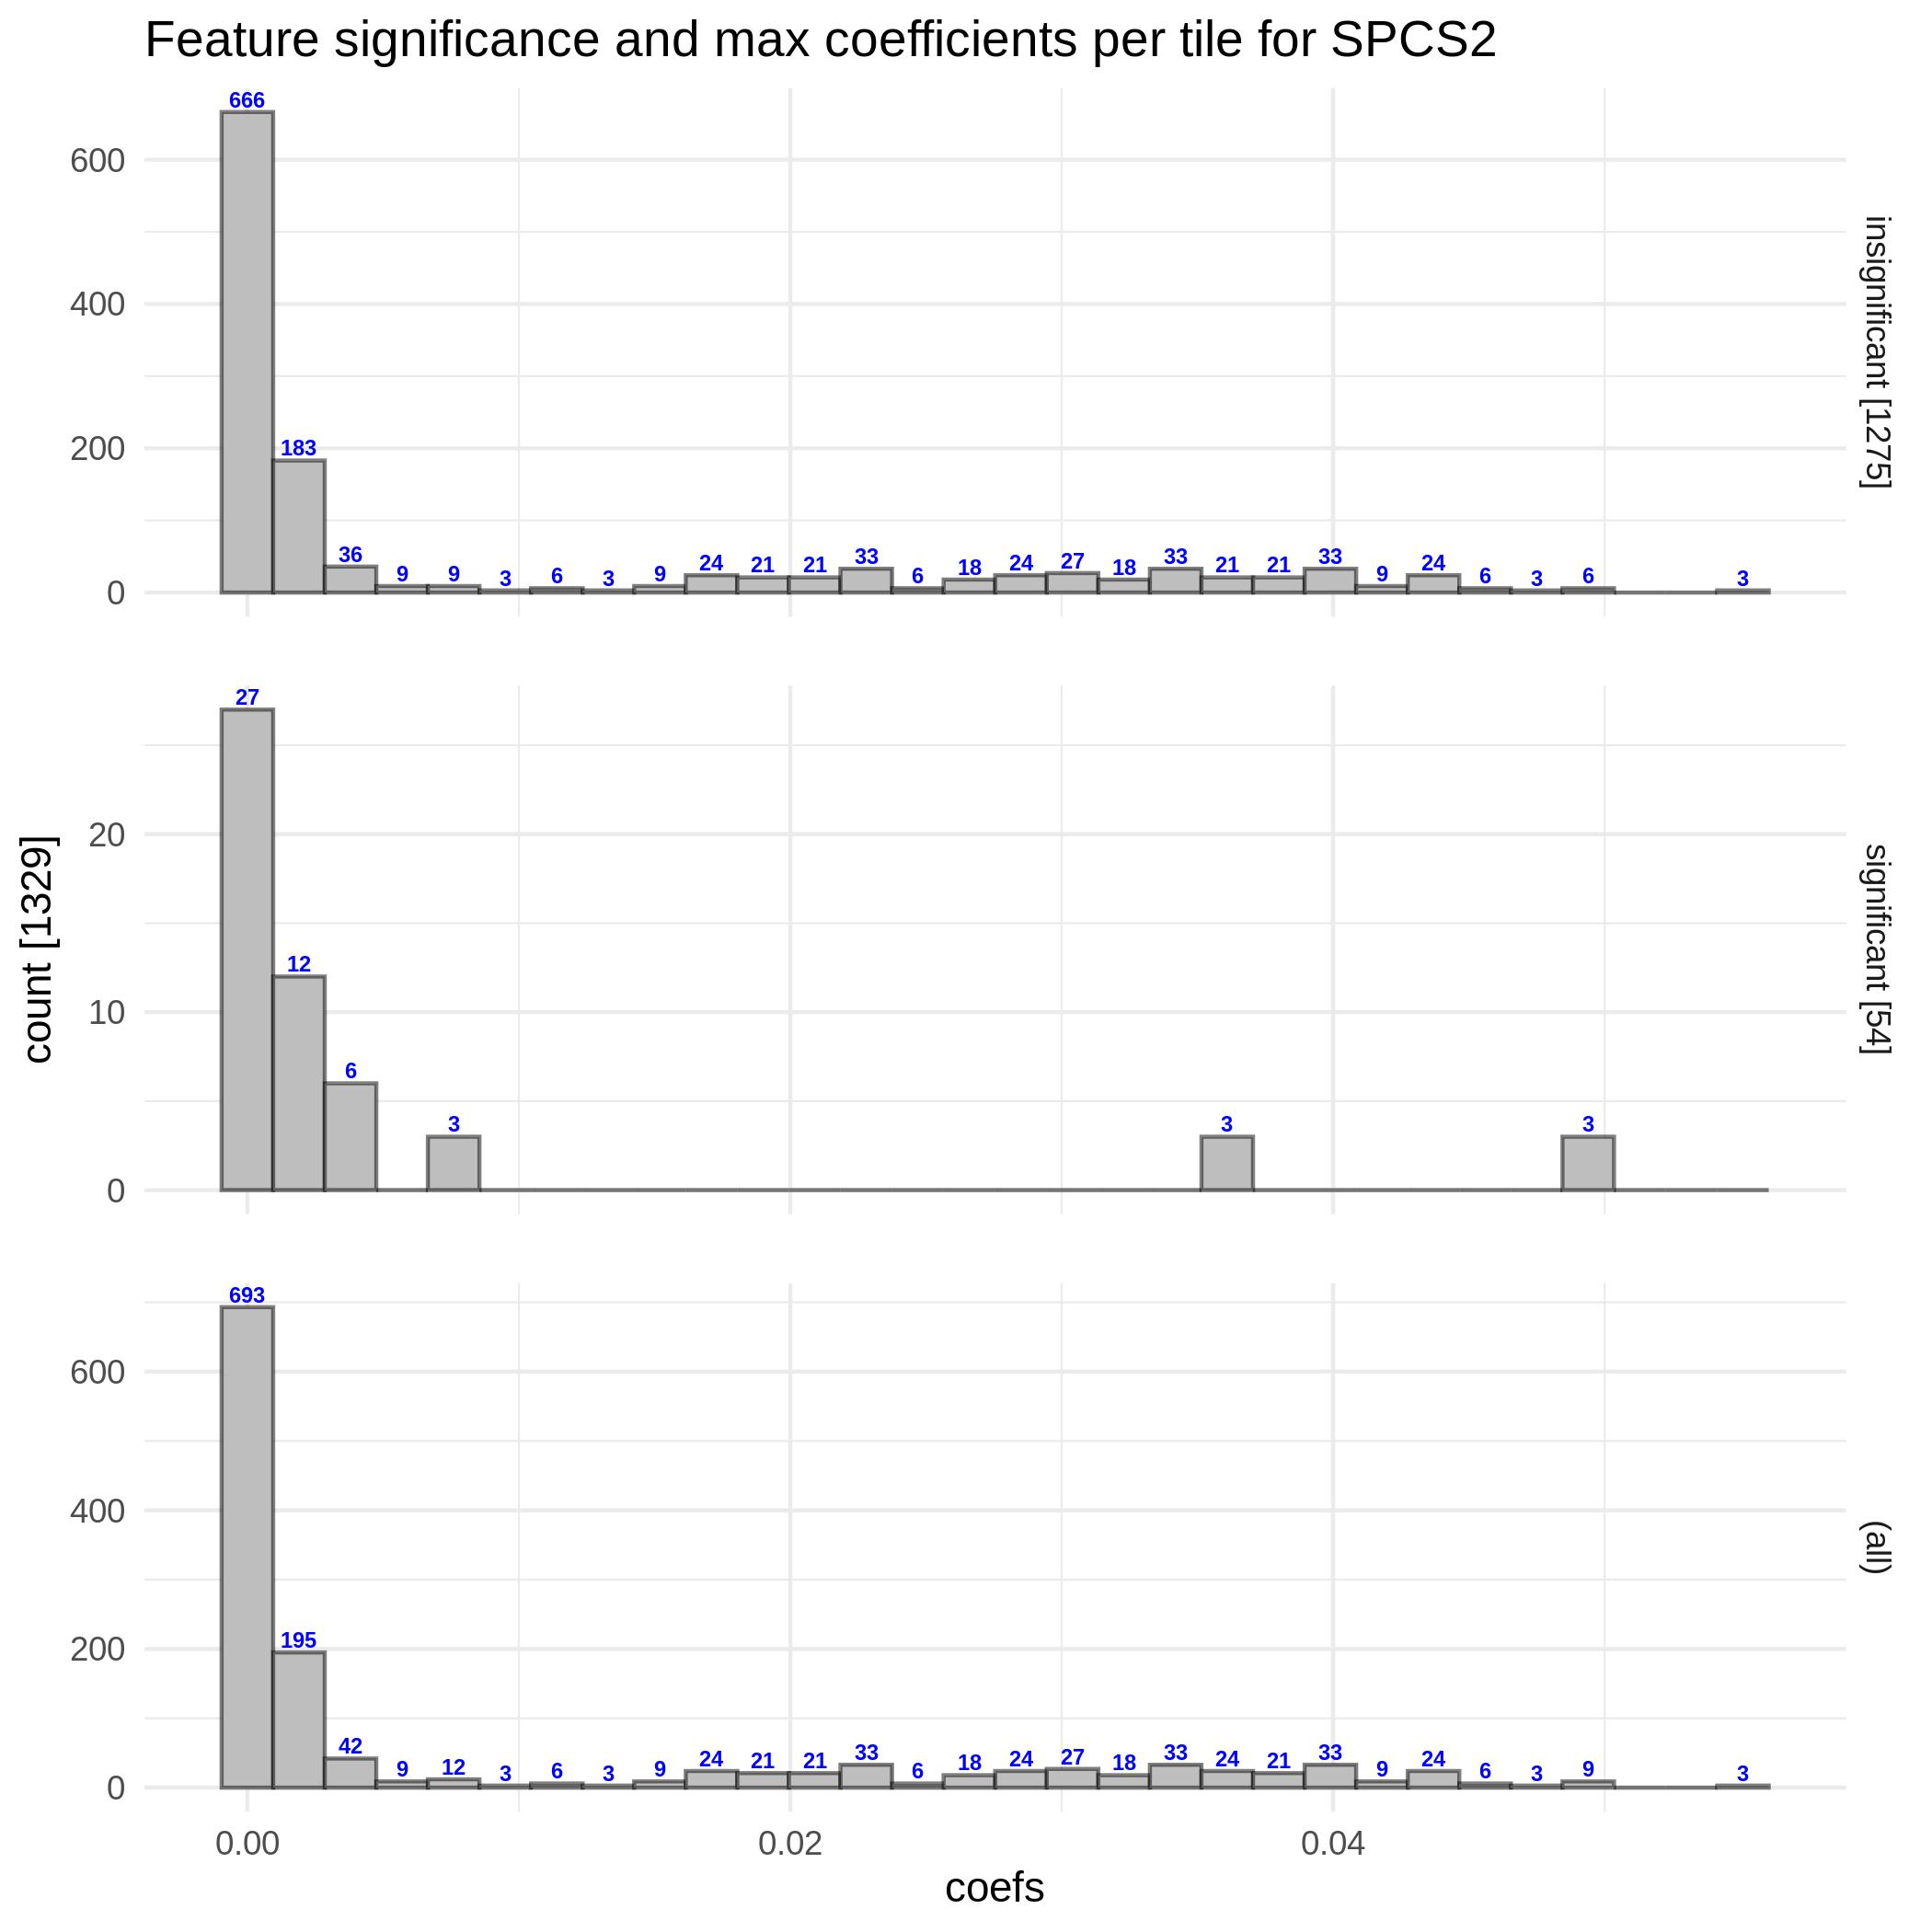 Feature significance and max coefficients per tile for SPCS2
666
600
400
200
0
183
36 9 9 3 6 3 9 24 21 21 33 6 18 24 27 18 33 21 21 33 9 24 6 3 6 3
insignificant [1275]
count [1329]
27
20
10
0
12
6
3 3 3
significant [54]
693
600
400
200
0
195
42 9 12 3 6 3 9 24 21 21 33 6 18 24 27 18 33 24 21 33 9 24 6 3 9 3
(all)
0.00 0.02 0.04
coefs